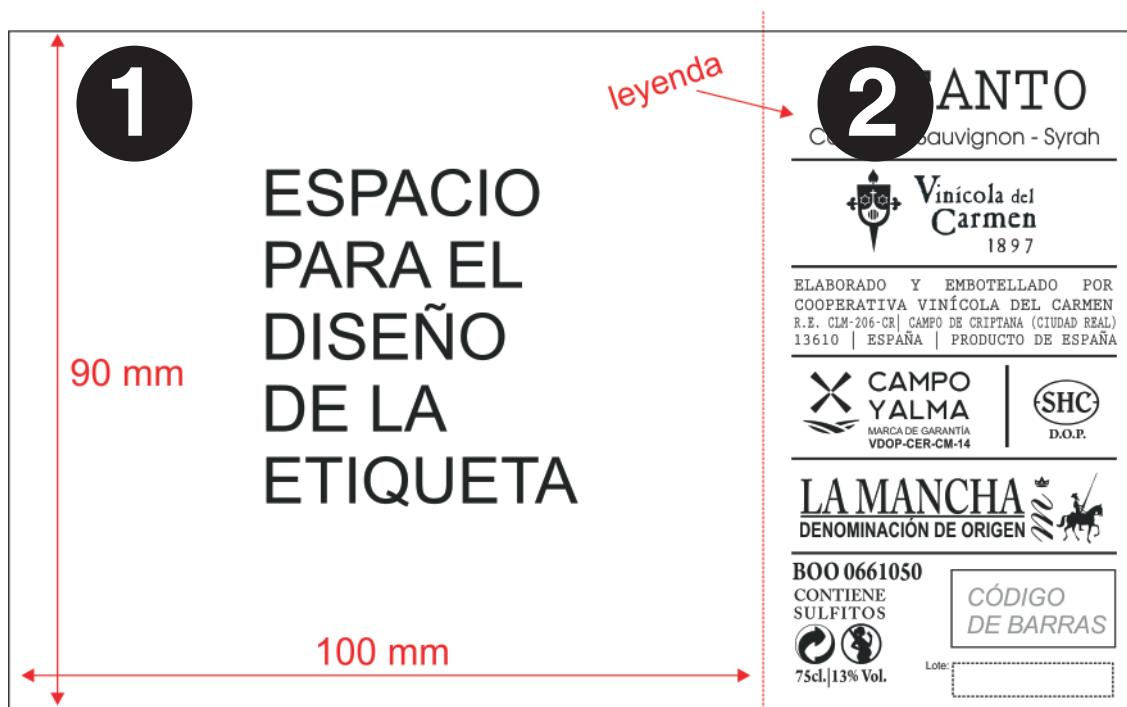 1
ESPACIO
PARA EL
DISEÑO
DE LA
ETIQUETA
90 mm
100 mm
leyenda
2
ANTO
Sauvignon - Syrah
Vinícola del
Carmen
1897
ELABORADO Y EMBOTELLADO POR
COOPERATIVA VINÍCOLA DEL CARMEN
R.E. CLM-206-CR| CAMPO DE CRIPTANA (CIUDAD REAL)
13610 | ESPAÑA | PRODUCTO DE ESPAÑA
CAMPO
YALMA
MARCA DE GARANTÍA
VDOP-CER-CM-14
SHC
D.O.P.
LA MANCHA
DENOMINACIÓN DE ORIGEN
m
BOO 0661050
CONTIENE
SULFITOS
75cl.|13% Vol.
CÓDIGO
DE BARRAS
Lote: